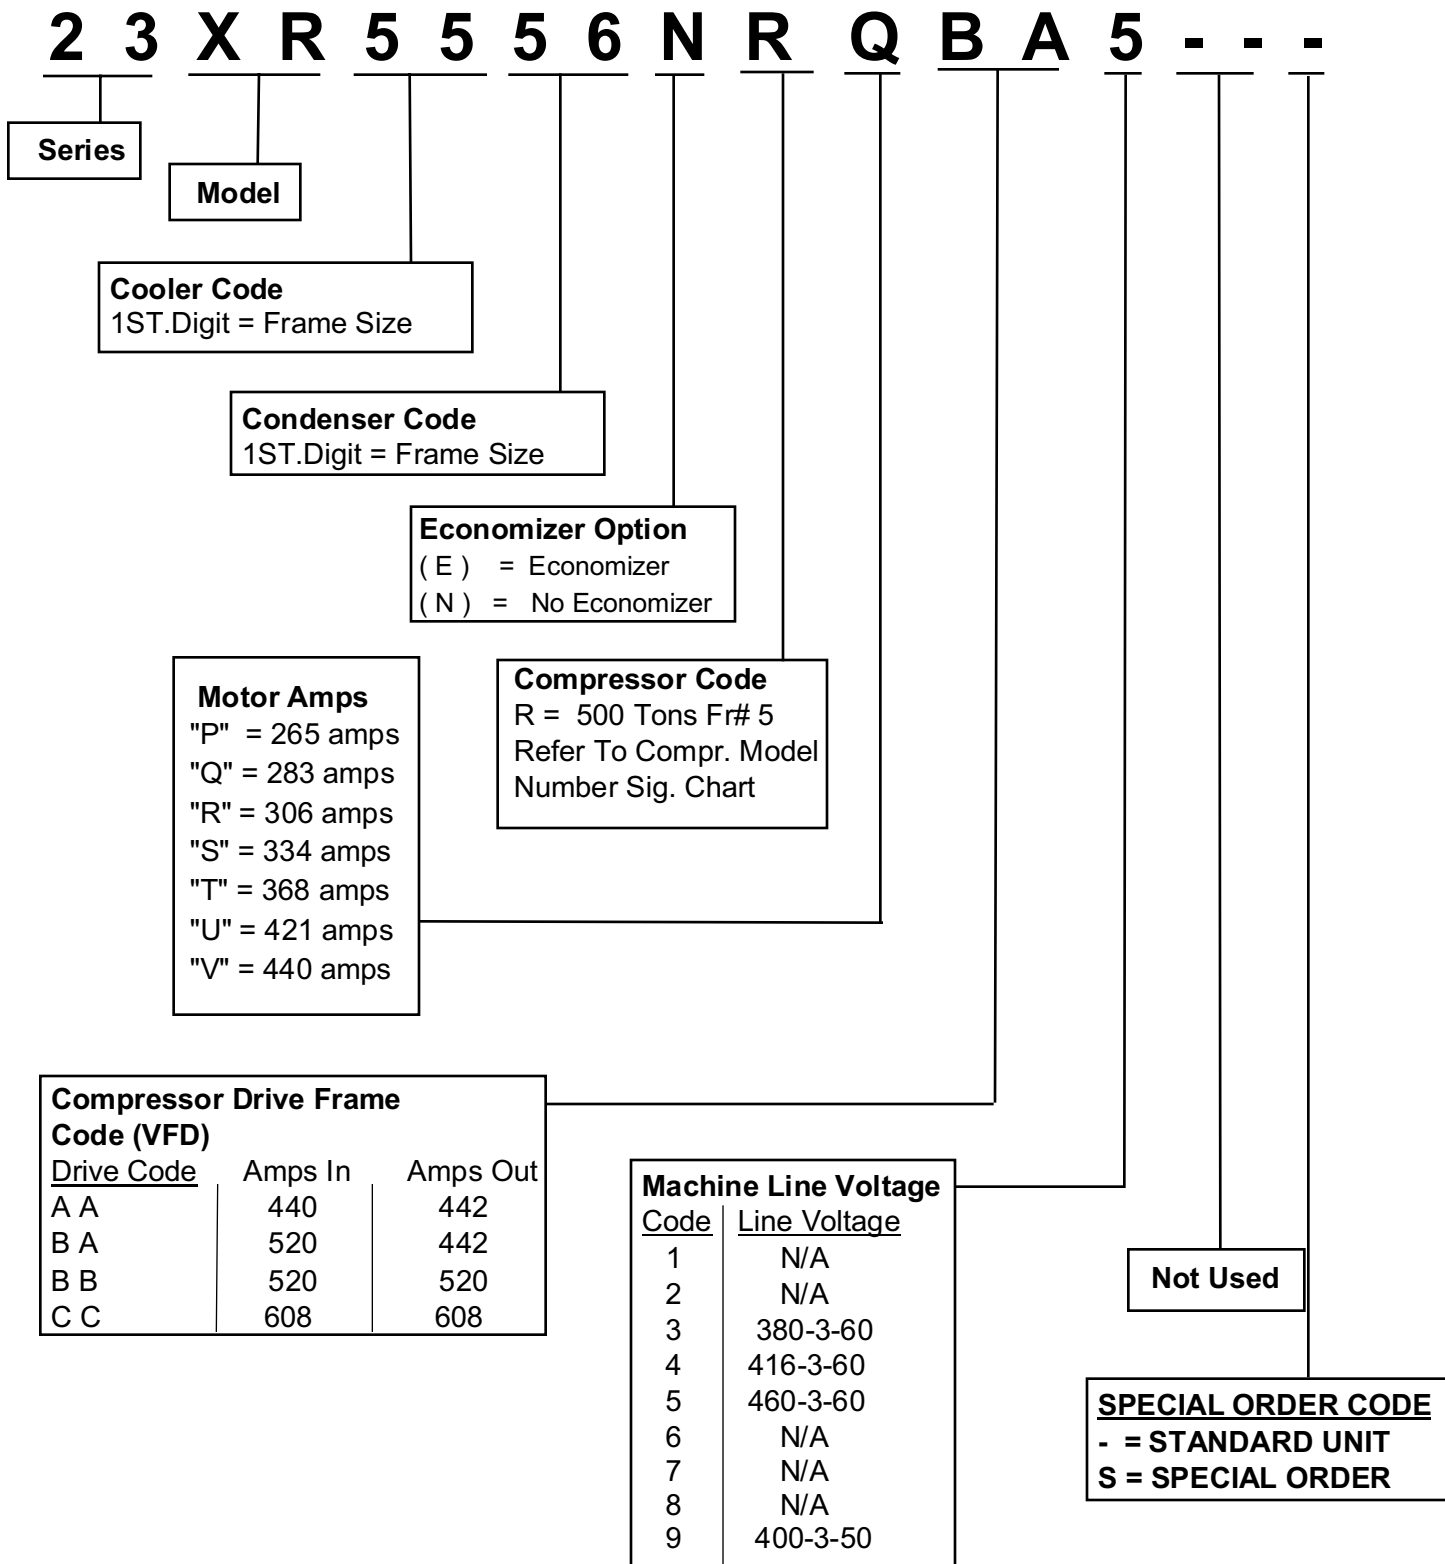 2 3 X R 5 5 5 6 N R Q B A 5 - - -
Series
Model
Cooler Code
1ST.Digit = Frame Size
Condenser Code
1ST.Digit = Frame Size
Economizer Option
( E ) = Economizer
( N ) = No Economizer
Motor Amps
"P" = 265 amps
"Q" = 283 amps
"R" = 306 amps
"S" = 334 amps
"T" = 368 amps
"U" = 421 amps
"V" = 440 amps
Compressor Code
R = 500 Tons Fr# 5
Refer To Compr. Model
Number Sig. Chart
Compressor Drive Frame
Code (VFD)
Drive Code Amps In Amps Out
A A 440 442
B A 520 442
B B 520 520
C C 608 608
Machine Line Voltage
Code Line Voltage
1 N/A
2 N/A
3 380-3-60
4 416-3-60
5 460-3-60
6 N/A
7 N/A
8 N/A
9 400-3-50
Not Used
SPECIAL ORDER CODE
- = STANDARD UNIT
S = SPECIAL ORDER